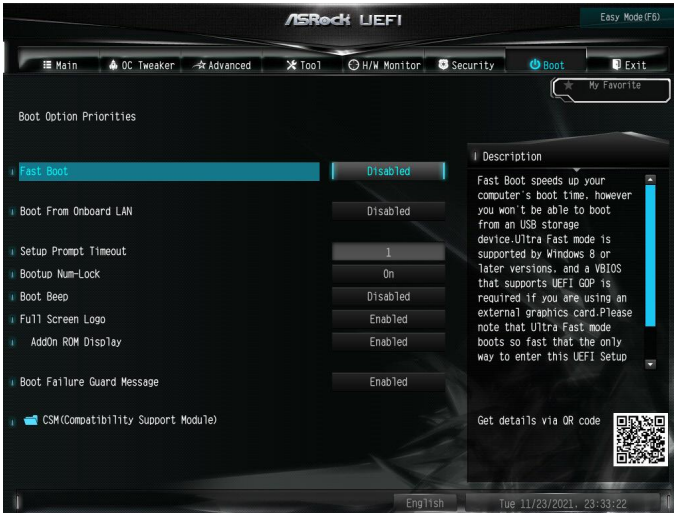 ASRock UEFI
Easy Mode(F6)
Main
OC Tweaker
Advanced
Tool
H/W Monitor
Security
Boot
Exit
My Favorite
Boot Option Priorities
Fast Boot
Disabled
Boot From Onboard LAN
Disabled
Setup Prompt Timeout
1
Bootup Num-Lock
On
Boot Beep
Disabled
Full Screen Logo
Enabled
AddOn ROM Display
Enabled
Boot Failure Guard Message
Enabled
CSM(Compatibility Support Module)
Description
Fast Boot speeds up your
computer's boot time, however
you won't be able to boot
from an USB storage
device.Ultra Fast mode is
supported by Windows 8 or
later versions, and a VBIOS
that supports UEFI GOP is
required if you are using an
external graphics card.Please
note that Ultra Fast mode
boots so fast that the only
way to enter this UEFI Setup
Get details via QR code
English
Tue 11/23/2021, 23:33:22